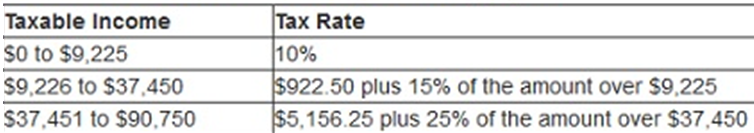 Taxable Income Tax Rate
$0 to $9,225 10%
$9,226 to $37,450 $922.50 plus 15% of the amount over $9,225
$37,451 to $90,750 $5,156.25 plus 25% of the amount over $37,450